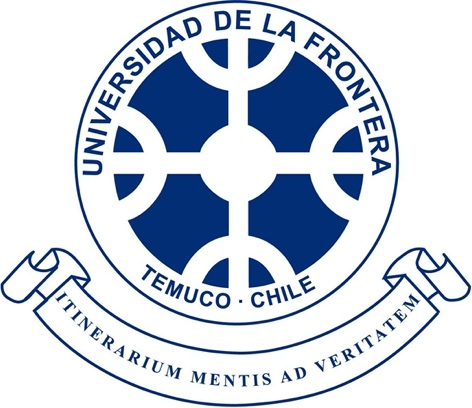 UNIVERSIDAD DE LA FRONTERA
TEMUCO · CHILE
ITINERARIUM MENTIS AD VERITATEM